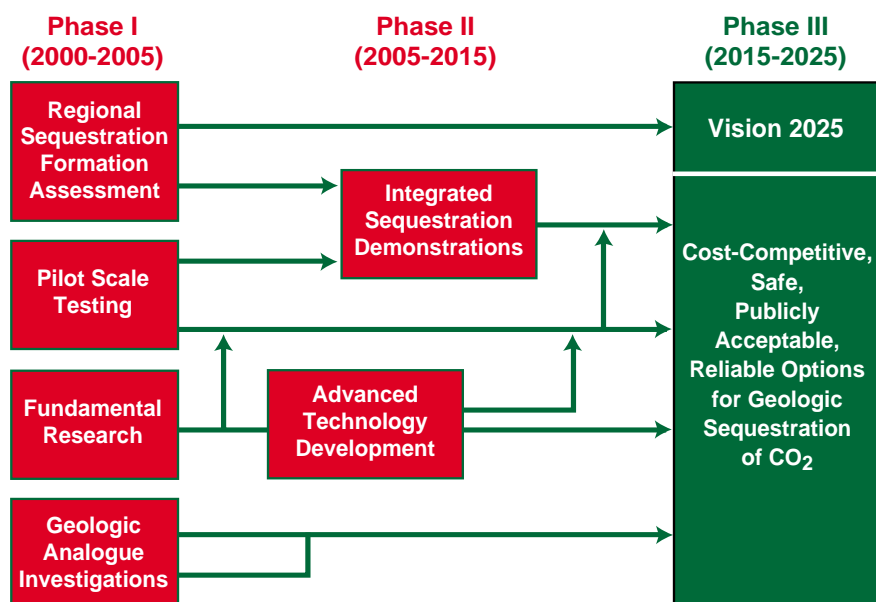 Phase I
(2000-2005)
Phase II
(2005-2015)
Phase III
(2015-2025)
Regional
Sequestration
Formation
Assessment
Vision 2025
Integrated
Sequestration
Demonstrations
Pilot Scale
Testing
Cost-Competitive,
Safe,
Publicly
Acceptable,
Reliable Options
for Geologic
Sequestration
of CO₂
Fundamental
Research
Advanced
Technology
Development
Geologic
Analogue
Investigations